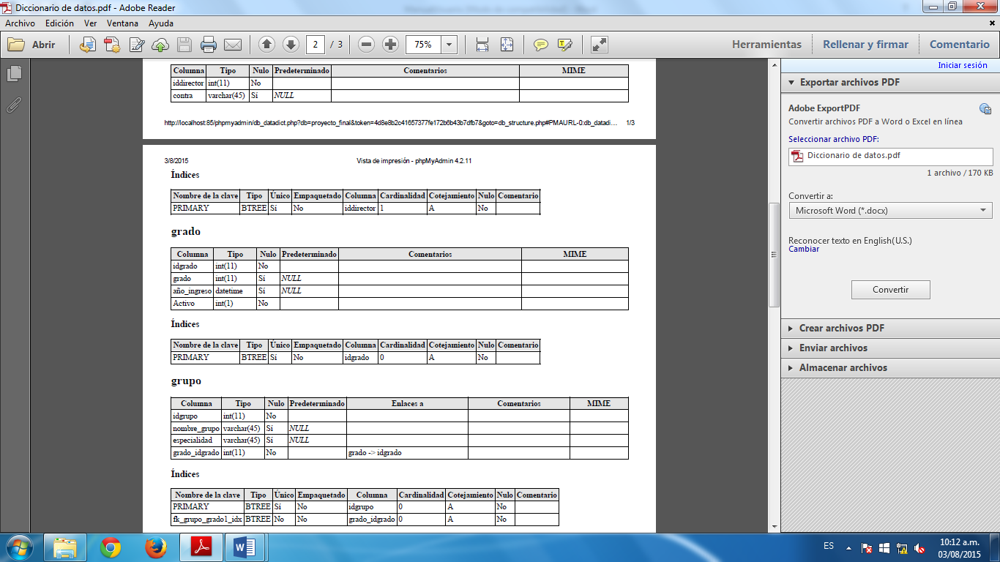 Diccionario de datos.pdf - Adobe Reader
Archivo Edición Ver Ventana Ayuda
Abrir 2 / 3 75% Herramientas Rellenar y firmar Comentario
Columna Tipo Nulo Predeterminado Comentarios MIME
iddirector int(11) No
contra varchar(45) Sí NULL
http://localhost:85/phpmyadmin/db_datadict.php?db=proyecto_final&token=4d8e8b2c41657377fe172b6b43b7dfb7&goto=db_structure.php#PMAURL-0:db_datadi... 1/3
3/8/2015 Vista de impresión - phpMyAdmin 4.2.11
Índices
Nombre de la clave Tipo Único Empaquetado Columna Cardinalidad Cotejamiento Nulo Comentario
PRIMARY BTREE Sí No iddirector 1 A No
grado
Columna Tipo Nulo Predeterminado Comentarios MIME
idgrado int(11) No
grado int(11) Sí NULL
año_ingreso datetime Sí NULL
Activo int(1) No
Índices
Nombre de la clave Tipo Único Empaquetado Columna Cardinalidad Cotejamiento Nulo Comentario
PRIMARY BTREE Sí No idgrado 0 A No
grupo
Columna Tipo Nulo Predeterminado Enlaces a Comentarios MIME
idgrupo int(11) No
nombre_grupo varchar(45) Sí NULL
especialidad varchar(45) Sí NULL
grado_idgrado int(11) No grado -> idgrado
Índices
Nombre de la clave Tipo Único Empaquetado Columna Cardinalidad Cotejamiento Nulo Comentario
PRIMARY BTREE Sí No idgrupo 0 A No
fk_grupo_grado1_idx BTREE No No grado_idgrado 0 A No
Iniciar sesión
Exportar archivos PDF
Adobe ExportPDF
Convertir archivos PDF a Word o Excel en línea
Seleccionar archivo PDF:
Diccionario de datos.pdf
1 archivo / 170 KB
Convertir a:
Microsoft Word (*.docx)
Reconocer texto en English(U.S.)
Cambiar
Convertir
Crear archivos PDF
Enviar archivos
Almacenar archivos
ES
10:12 a.m.
03/08/2015